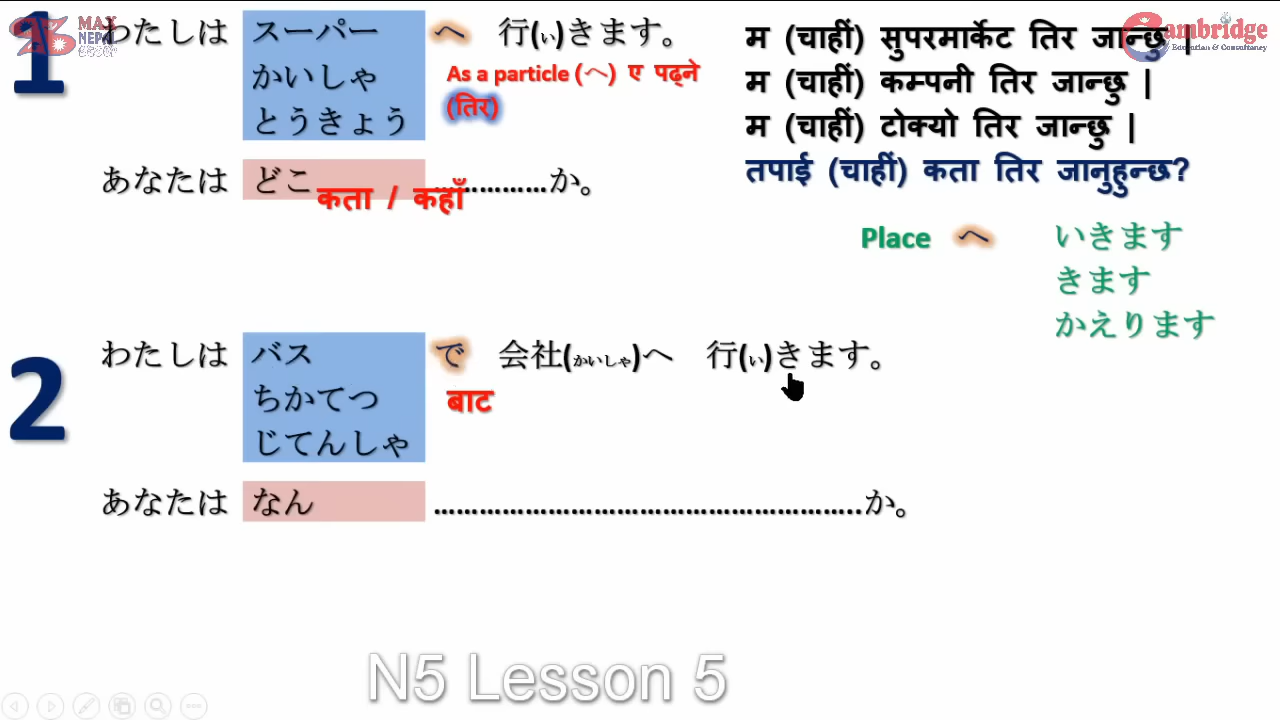 1
MAX
NEPA
Cambridge
Education & Consultancy
わたしは スーパー へ 行(い)きます。
かいしゃ
とうきょう
As a particle (へ) ए पढ्ने
(तिर)
あなたは どこ ……………か。
कता / कहाँ
म (चाहीं) सुपरमार्केट तिर जान्छु |
म (चाहीं) कम्पनी तिर जान्छु |
म (चाहीं) टोक्यो तिर जान्छु |
तपाई (चाहीं) कता तिर जानुहुन्छ?
Place へ いきます
きます
かえります
2
わたしは バス で 会社(かいしゃ)へ 行(い)きます。
ちかてつ
じてんしゃ
बाट
あなたは なん ………………………………………………..か。
N5 Lesson 5